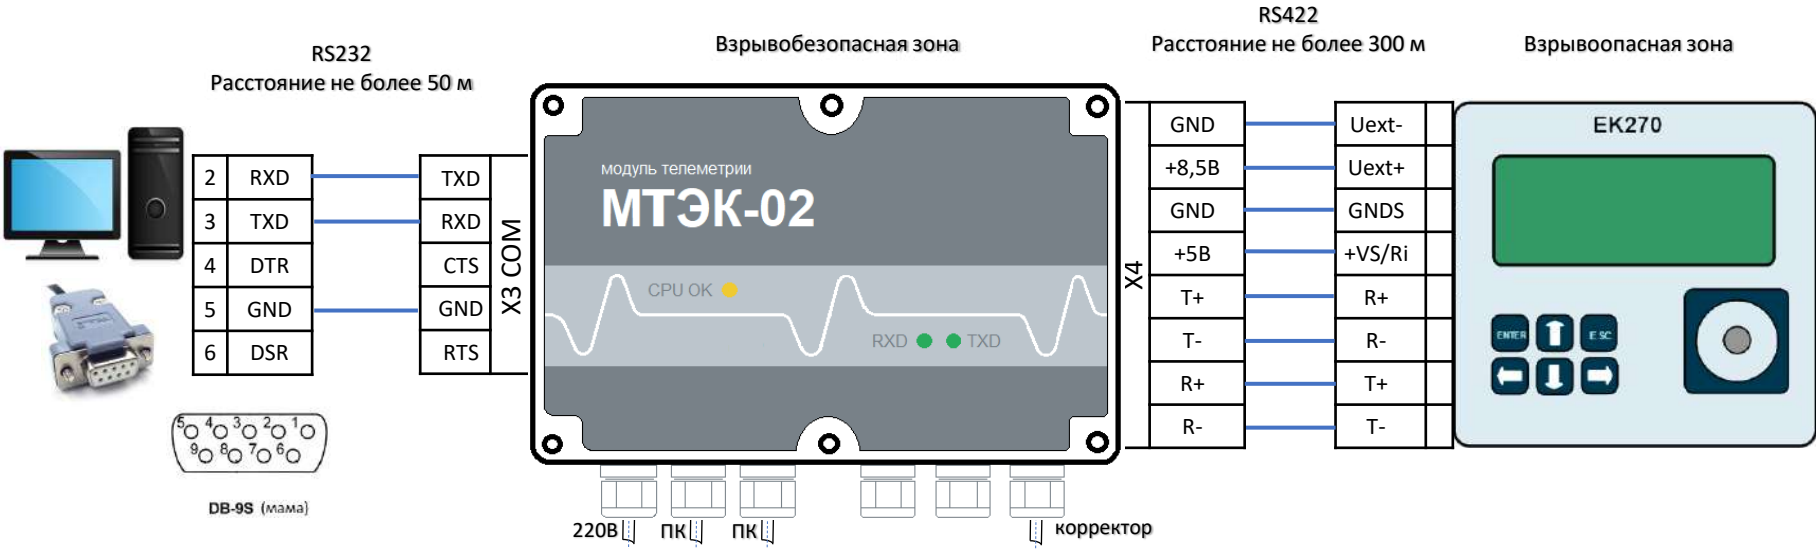 RS232
Расстояние не более 50 м
Взрывобезопасная зона
RS422
Расстояние не более 300 м
Взрывоопасная зона
2 RXD
3 TXD
4 DTR
5 GND
6 DSR
TXD
RXD
CTS
GND
RTS
X3 COM
модуль телеметрии
МТЭК-02
CPU OK
RXD TXD
X4
GND Uext-
+8,5В Uext+
GND GNDS
+5В +VS/Ri
T+ R+
T- R-
R+ T+
R- T-
EK270
ENTER ESC
5 4 3 2 1
9 8 7 6
DB-9S (мама)
220В ПК ПК корректор